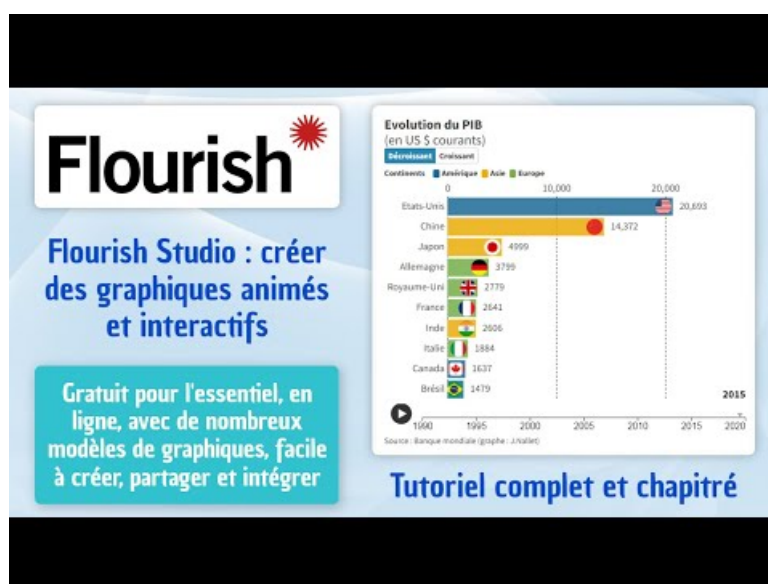 Flourish
Flourish Studio : créer
des graphiques animés
et interactifs
Gratuit pour l'essentiel, en
ligne, avec de nombreux
modèles de graphiques, facile
à créer, partager et intégrer
Evolution du PIB
(en US $ courants)
Décroissant Croissant
Continents Amérique Asie Europe
0 10,000 20,000
Etats-Unis 20,693
Chine 14,372
Japon 4999
Allemagne 3799
Royaume-Uni 2779
France 2641
Inde 2606
Italie 1884
Canada 1637
Brésil 1479
2015
1990 1995 2000 2005 2010 2015 2020
Source : Banque mondiale (graphe : J.Nallet)
Tutoriel complet et chapitré